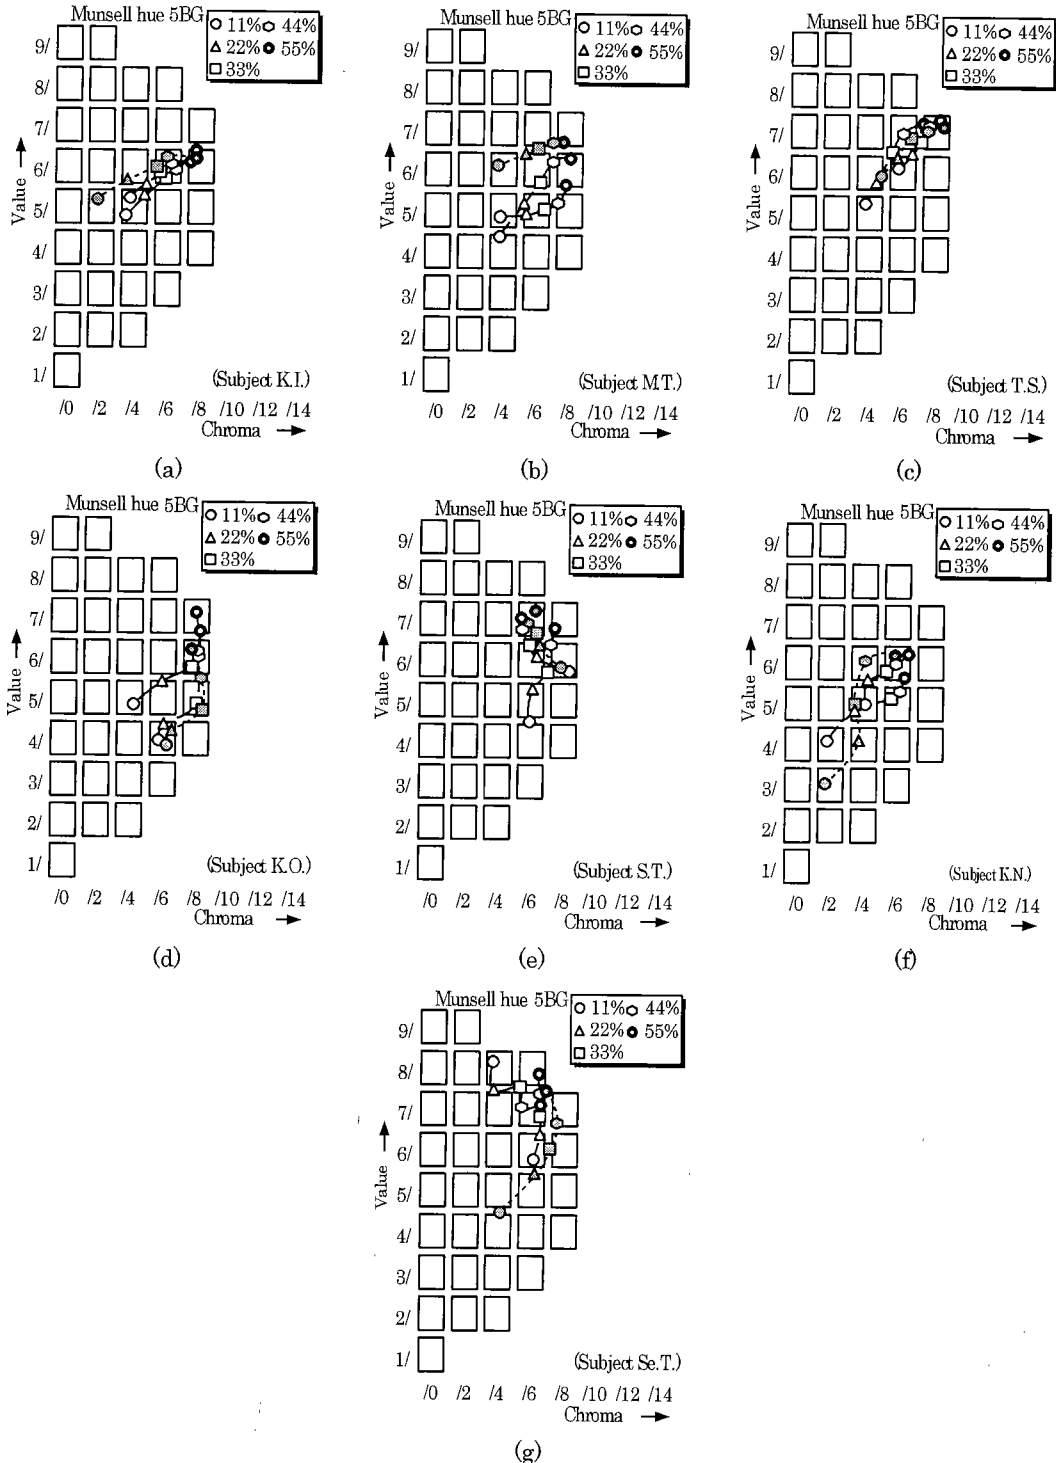 Munsell hue 5BG
○ 11% ⬡ 44%
△ 22% ○ 55%
□ 33%
9/
8/
7/
6/
5/
4/
3/
2/
1/
Value →
(Subject K.I.)
/0 /2 /4 /6 /8 /10 /12 /14
Chroma →
(a)
Munsell hue 5BG
○ 11% ⬡ 44%
△ 22% ○ 55%
□ 33%
9/
8/
7/
6/
5/
4/
3/
2/
1/
Value →
(Subject M.T.)
/0 /2 /4 /6 /8 /10 /12 /14
Chroma →
(b)
Munsell hue 5BG
○ 11% ⬡ 44%
△ 22% ○ 55%
□ 33%
9/
8/
7/
6/
5/
4/
3/
2/
1/
Value →
(Subject T.S.)
/0 /2 /4 /6 /8 /10 /12 /14
Chroma →
(c)
Munsell hue 5BG
○ 11% ⬡ 44%
△ 22% ○ 55%
□ 33%
9/
8/
7/
6/
5/
4/
3/
2/
1/
Value →
(Subject K.O.)
/0 /2 /4 /6 /8 /10 /12 /14
Chroma →
(d)
Munsell hue 5BG
○ 11% ⬡ 44%
△ 22% ○ 55%
□ 33%
9/
8/
7/
6/
5/
4/
3/
2/
1/
Value →
(Subject S.T.)
/0 /2 /4 /6 /8 /10 /12 /14
Chroma →
(e)
Munsell hue 5BG
○ 11% ⬡ 44%
△ 22% ○ 55%
□ 33%
9/
8/
7/
6/
5/
4/
3/
2/
1/
Value →
(Subject K.N.)
/0 /2 /4 /6 /8 /10 /12 /14
Chroma →
(f)
Munsell hue 5BG
○ 11% ⬡ 44%
△ 22% ○ 55%
□ 33%
9/
8/
7/
6/
5/
4/
3/
2/
1/
Value →
(Subject Se.T.)
/0 /2 /4 /6 /8 /10 /12 /14
Chroma →
(g)